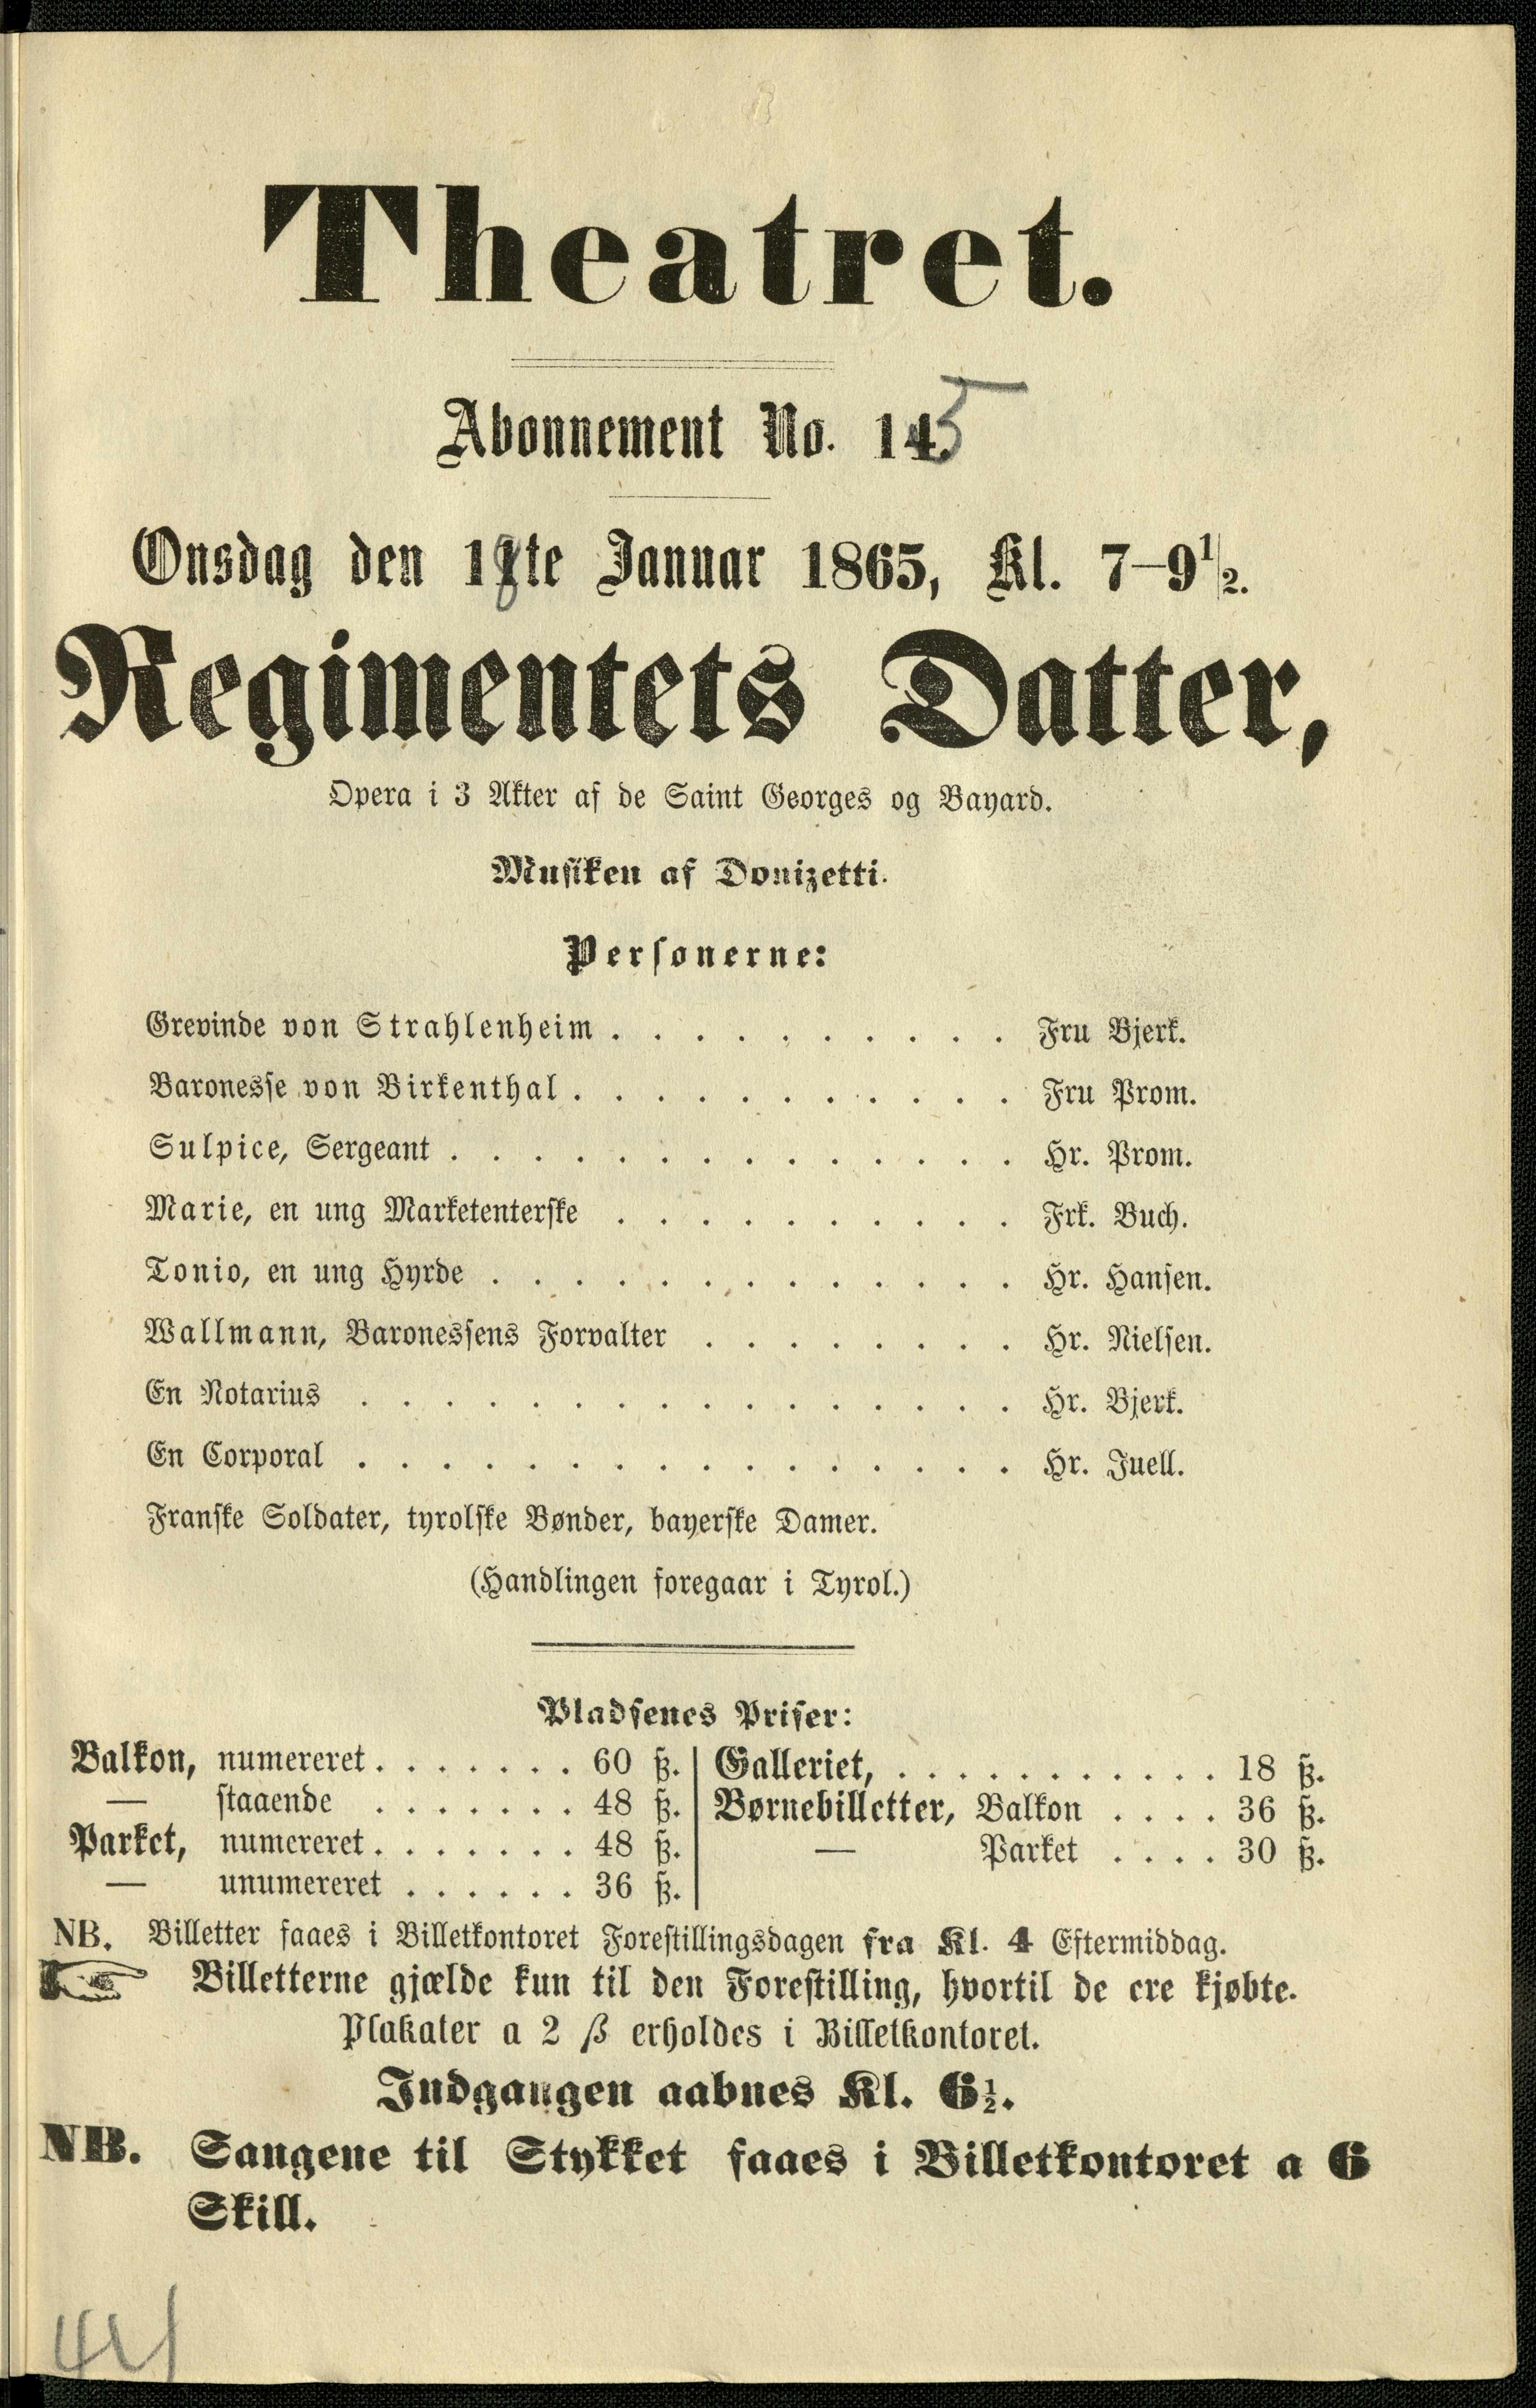 Theatret.
Abonnement No. 145
Onsdag den 18te Januar 1865, Kl. 7–9½.
Regimentets Datter,
Opera i 3 Akter af de Saint Georges og Bayard.
Musiken af Donizetti.
Personerne:
Grevinde von Strahlenheim . . . . . . . . . . Fru Bjerk.
Baronesse von Birkenthal . . . . . . . . . . . Fru Prom.
Sulpice, Sergeant . . . . . . . . . . . . . . Hr. Prom.
Marie, en ung Marketenterske . . . . . . . . . . Frk. Buch.
Tonio, en ung Hyrde . . . . . . . . . . . . . Hr. Hansen.
Wallmann, Baronessens Forvalter . . . . . . . . Hr. Nielsen.
En Notarius . . . . . . . . . . . . . . . . Hr. Bjerk.
En Corporal . . . . . . . . . . . . . . . . Hr. Juell.
Franske Soldater, tyrolske Bønder, bayerske Damer.
(Handlingen foregaar i Tyrol.)
Pladsenes Priser:
Balkon, numereret . . . . . . . 60 ß.
— staaende . . . . . . . 48 ß.
Parket, numereret . . . . . . . 48 ß.
— unumereret . . . . . . 36 ß.
Galleriet, . . . . . . . . . . . 18 ß.
Børnebilletter, Balkon . . . . 36 ß.
— Parket . . . . 30 ß.
NB. Billetter faaes i Billetkontoret Forestillingsdagen fra Kl. 4 Eftermiddag.
☞ Billetterne gjælde kun til den Forestilling, hvortil de ere kjøbte.
Plakater a 2 ß erholdes i Billetkontoret.
Indgangen aabnes Kl. 6½.
NB. Sangene til Stykket faaes i Billetkontoret a 6
Skill.